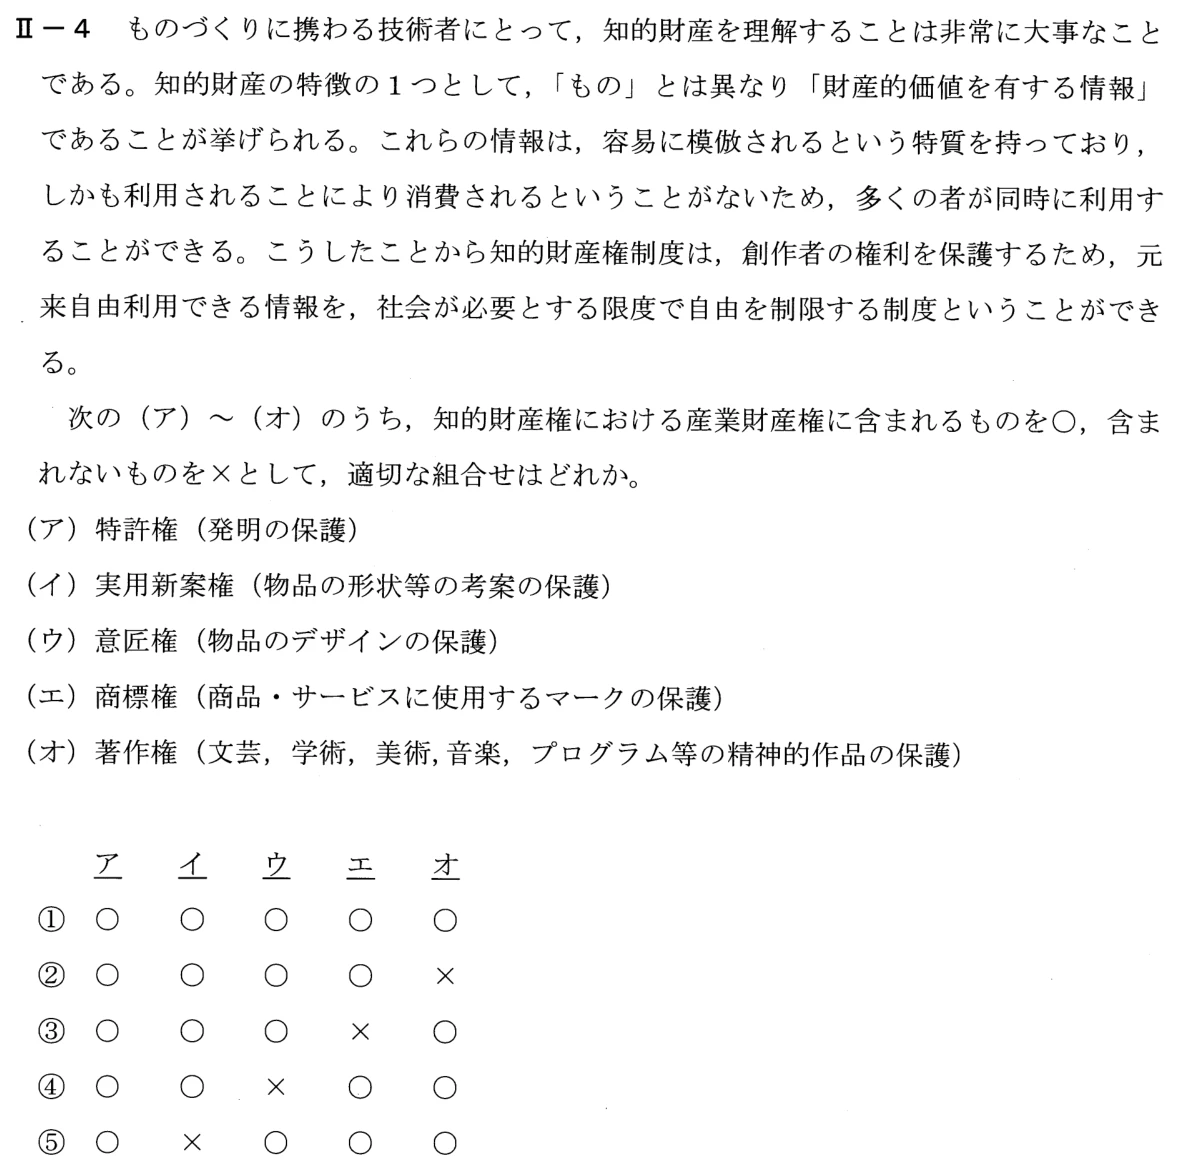 Ⅱ－4　ものづくりに携わる技術者にとって，知的財産を理解することは非常に大事なこと
である。知的財産の特徴の1つとして，「もの」とは異なり「財産的価値を有する情報」
であることが挙げられる。これらの情報は，容易に模倣されるという特質を持っており，
しかも利用されることにより消費されるということがないため，多くの者が同時に利用す
ることができる。こうしたことから知的財産権制度は，創作者の権利を保護するため，元
来自由利用できる情報を，社会が必要とする限度で自由を制限する制度ということができ
る。
次の（ア）～（オ）のうち，知的財産権における産業財産権に含まれるものを○，含ま
れないものを×として，適切な組合せはどれか。
（ア）特許権（発明の保護）
（イ）実用新案権（物品の形状等の考案の保護）
（ウ）意匠権（物品のデザインの保護）
（エ）商標権（商品・サービスに使用するマークの保護）
（オ）著作権（文芸，学術，美術,音楽，プログラム等の精神的作品の保護）
ア　イ　ウ　エ　オ
①　○　○　○　○　○
②　○　○　○　○　×
③　○　○　○　×　○
④　○　○　×　○　○
⑤　○　×　○　○　○